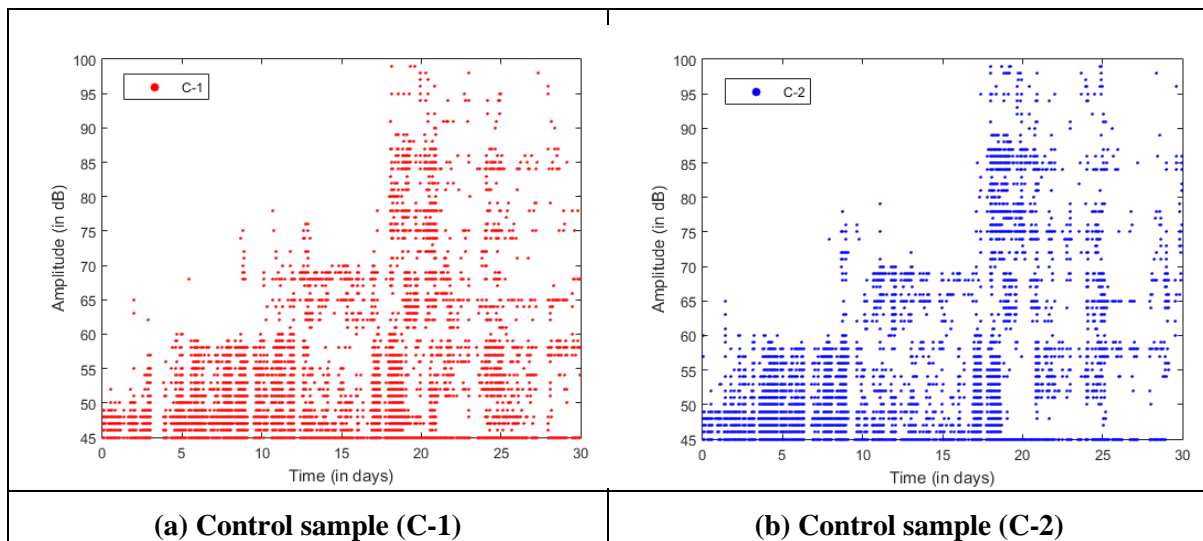 100
95
90
85
80
75
70
65
60
55
50
45
Amplitude (in dB)
C-1
0 5 10 15 20 25 30
Time (in days)
(a) Control sample (C-1)
100
95
90
85
80
75
70
65
60
55
50
45
Amplitude (in dB)
C-2
0 5 10 15 20 25 30
Time (in days)
(b) Control sample (C-2)